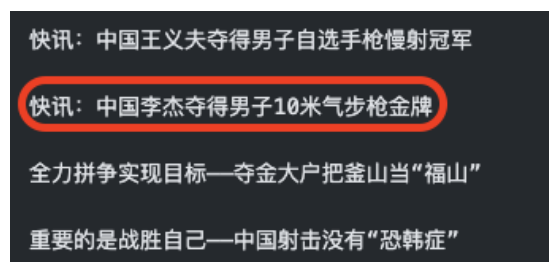 快讯：中国王义夫夺得男子自选手枪慢射冠军
快讯：中国李杰夺得男子10米气步枪金牌
全力拼争实现目标——夺金大户把釜山当“福山”
重要的是战胜自己——中国射击没有“恐韩症”